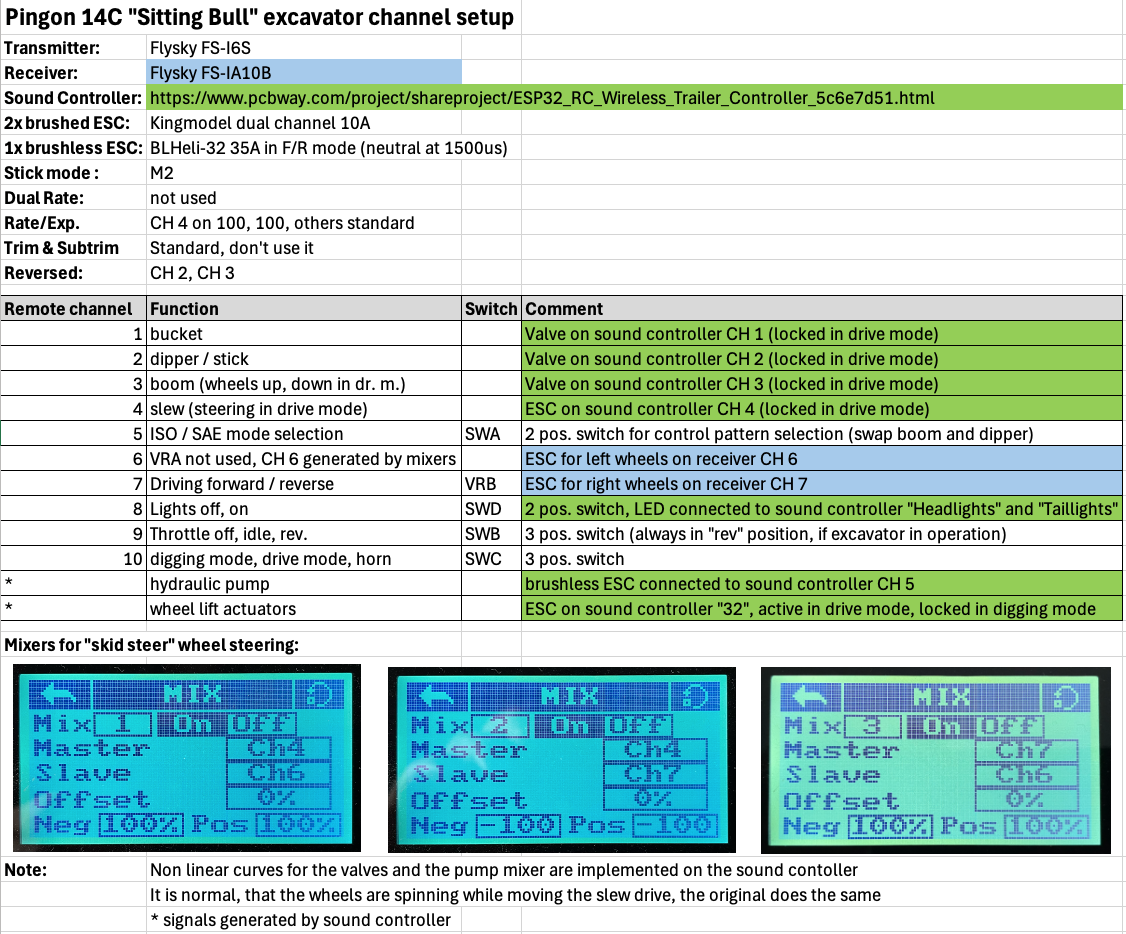 Pingon 14C "Sitting Bull" excavator channel setup
Transmitter: Flysky FS-I6S
Receiver: Flysky FS-IA10B
Sound Controller: https://www.pcbway.com/project/shareproject/ESP32_RC_Wireless_Trailer_Controller_5c6e7d51.html
2x brushed ESC: Kingmodel dual channel 10A
1x brushless ESC: BLHeli-32 35A in F/R mode (neutral at 1500us)
Stick mode : M2
Dual Rate: not used
Rate/Exp. CH 4 on 100, 100, others standard
Trim & Subtrim Standard, don't use it
Reversed: CH 2, CH 3
Remote channel Function Switch Comment
1 bucket Valve on sound controller CH 1 (locked in drive mode)
2 dipper / stick Valve on sound controller CH 2 (locked in drive mode)
3 boom (wheels up, down in dr. m.) Valve on sound controller CH 3 (locked in drive mode)
4 slew (steering in drive mode) ESC on sound controller CH 4 (locked in drive mode)
5 ISO / SAE mode selection SWA 2 pos. switch for control pattern selection (swap boom and dipper)
6 VRA not used, CH 6 generated by mixers ESC for left wheels on receiver CH 6
7 Driving forward / reverse VRB ESC for right wheels on receiver CH 7
8 Lights off, on SWD 2 pos. switch, LED connected to sound controller "Headlights" and "Taillights"
9 Throttle off, idle, rev. SWB 3 pos. switch (always in "rev" position, if excavator in operation)
10 digging mode, drive mode, horn SWC 3 pos. switch
* hydraulic pump brushless ESC connected to sound controller CH 5
* wheel lift actuators ESC on sound controller "32", active in drive mode, locked in digging mode
Mixers for "skid steer" wheel steering:
MIX
Mix 1 On Off
Master Ch4
Slave Ch6
Offset 0%
Neg 100% Pos 100%
MIX
Mix 2 On Off
Master Ch4
Slave Ch7
Offset 0%
Neg -100 Pos -100
MIX
Mix 3 On Off
Master Ch7
Slave Ch6
Offset 0%
Neg 100% Pos 100%
Note: Non linear curves for the valves and the pump mixer are implemented on the sound contoller
It is normal, that the wheels are spinning while moving the slew drive, the original does the same
* signals generated by sound controller